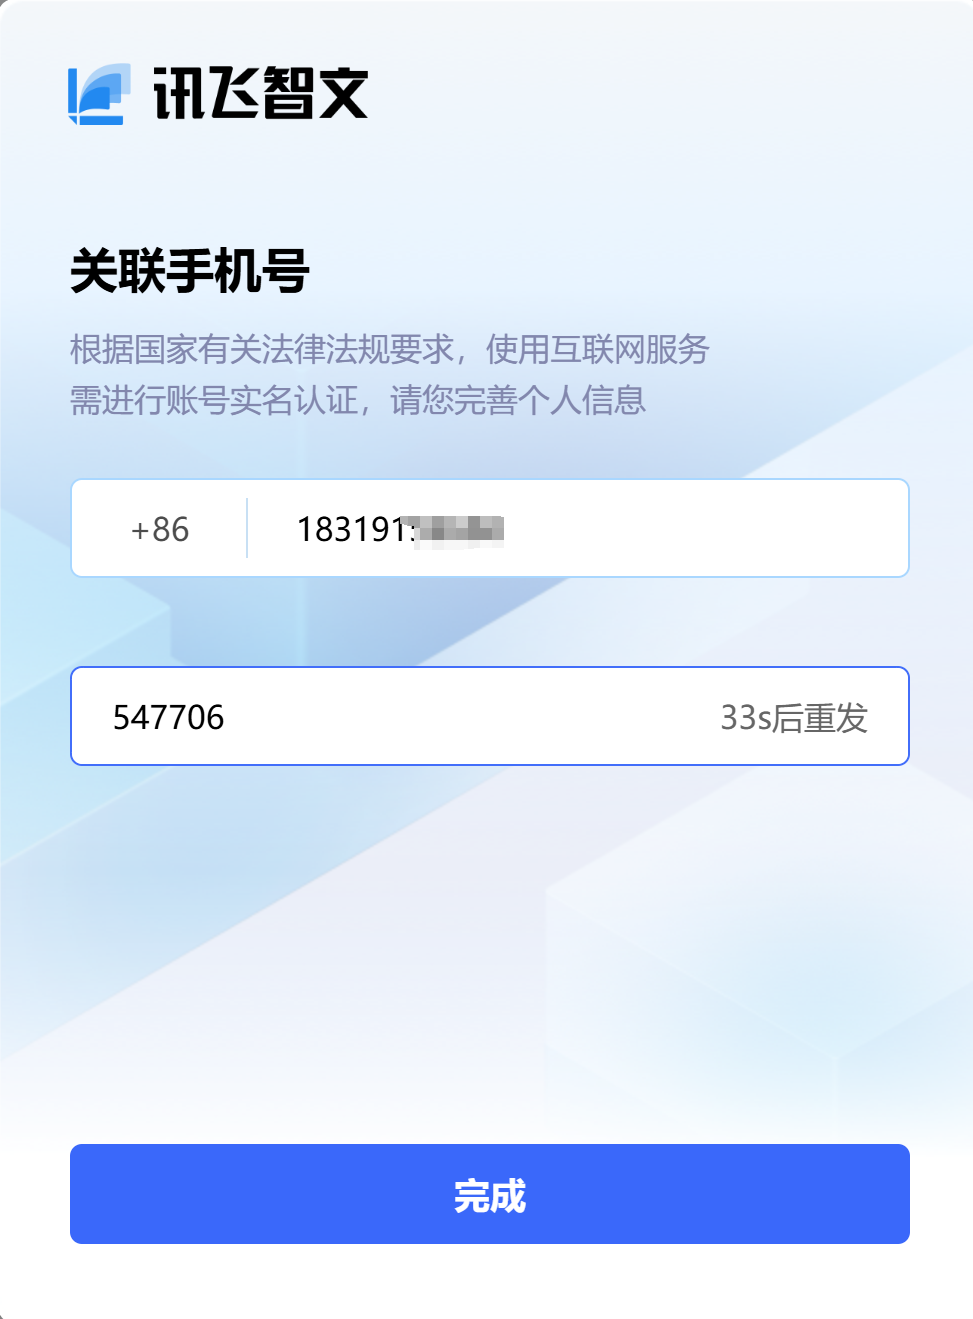 讯飞智文
关联手机号
根据国家有关法律法规要求，使用互联网服务
需进行账号实名认证，请您完善个人信息
+86 183191
547706 33s后重发
完成